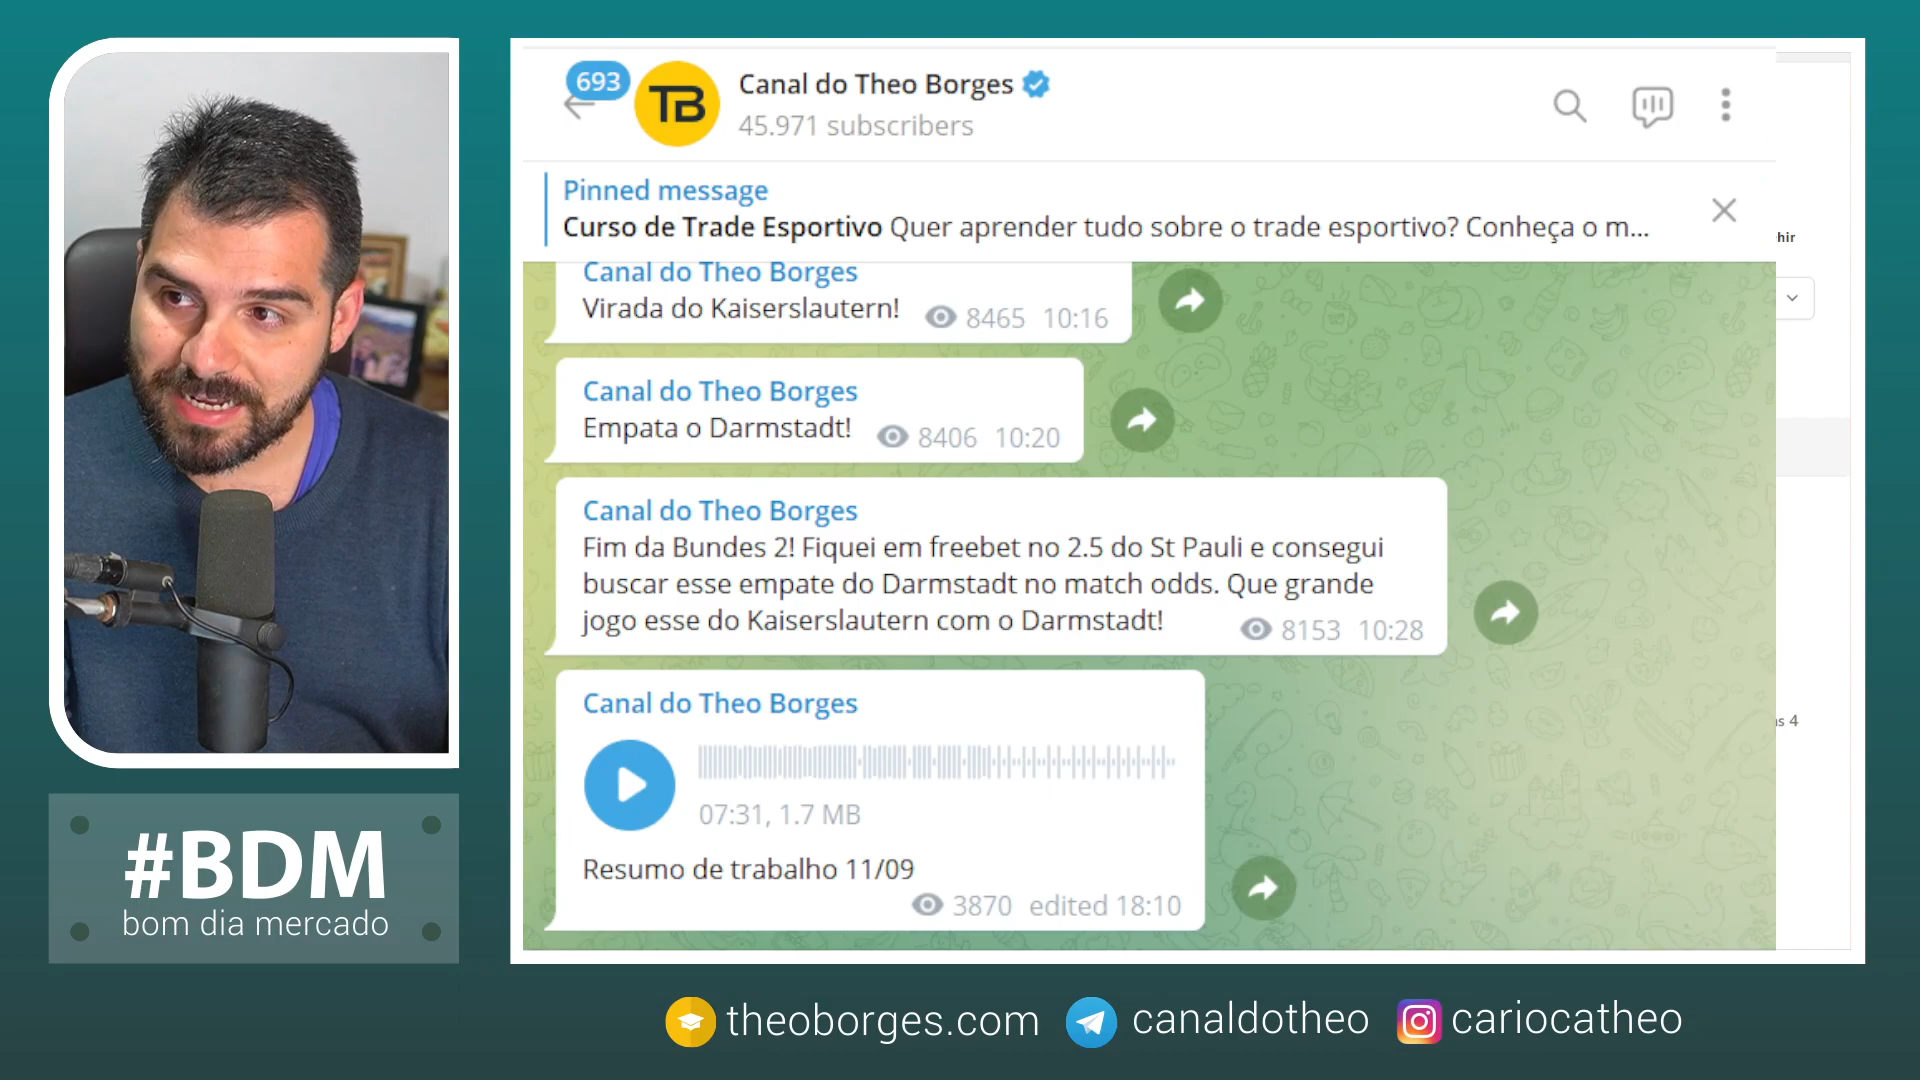 693
TB
Canal do Theo Borges
45.971 subscribers
Pinned message
Curso de Trade Esportivo Quer aprender tudo sobre o trade esportivo? Conheça o m...
Canal do Theo Borges
Virada do Kaiserslautern!
8465 10:16
Canal do Theo Borges
Empata o Darmstadt!
8406 10:20
Canal do Theo Borges
Fim da Bundes 2! Fiquei em freebet no 2.5 do St Pauli e consegui
buscar esse empate do Darmstadt no match odds. Que grande
jogo esse do Kaiserslautern com o Darmstadt!
8153 10:28
Canal do Theo Borges
07:31, 1.7 MB
Resumo de trabalho 11/09
3870 edited 18:10
4
#BDM
bom dia mercado
theoborges.com
canaldotheo
cariocatheo